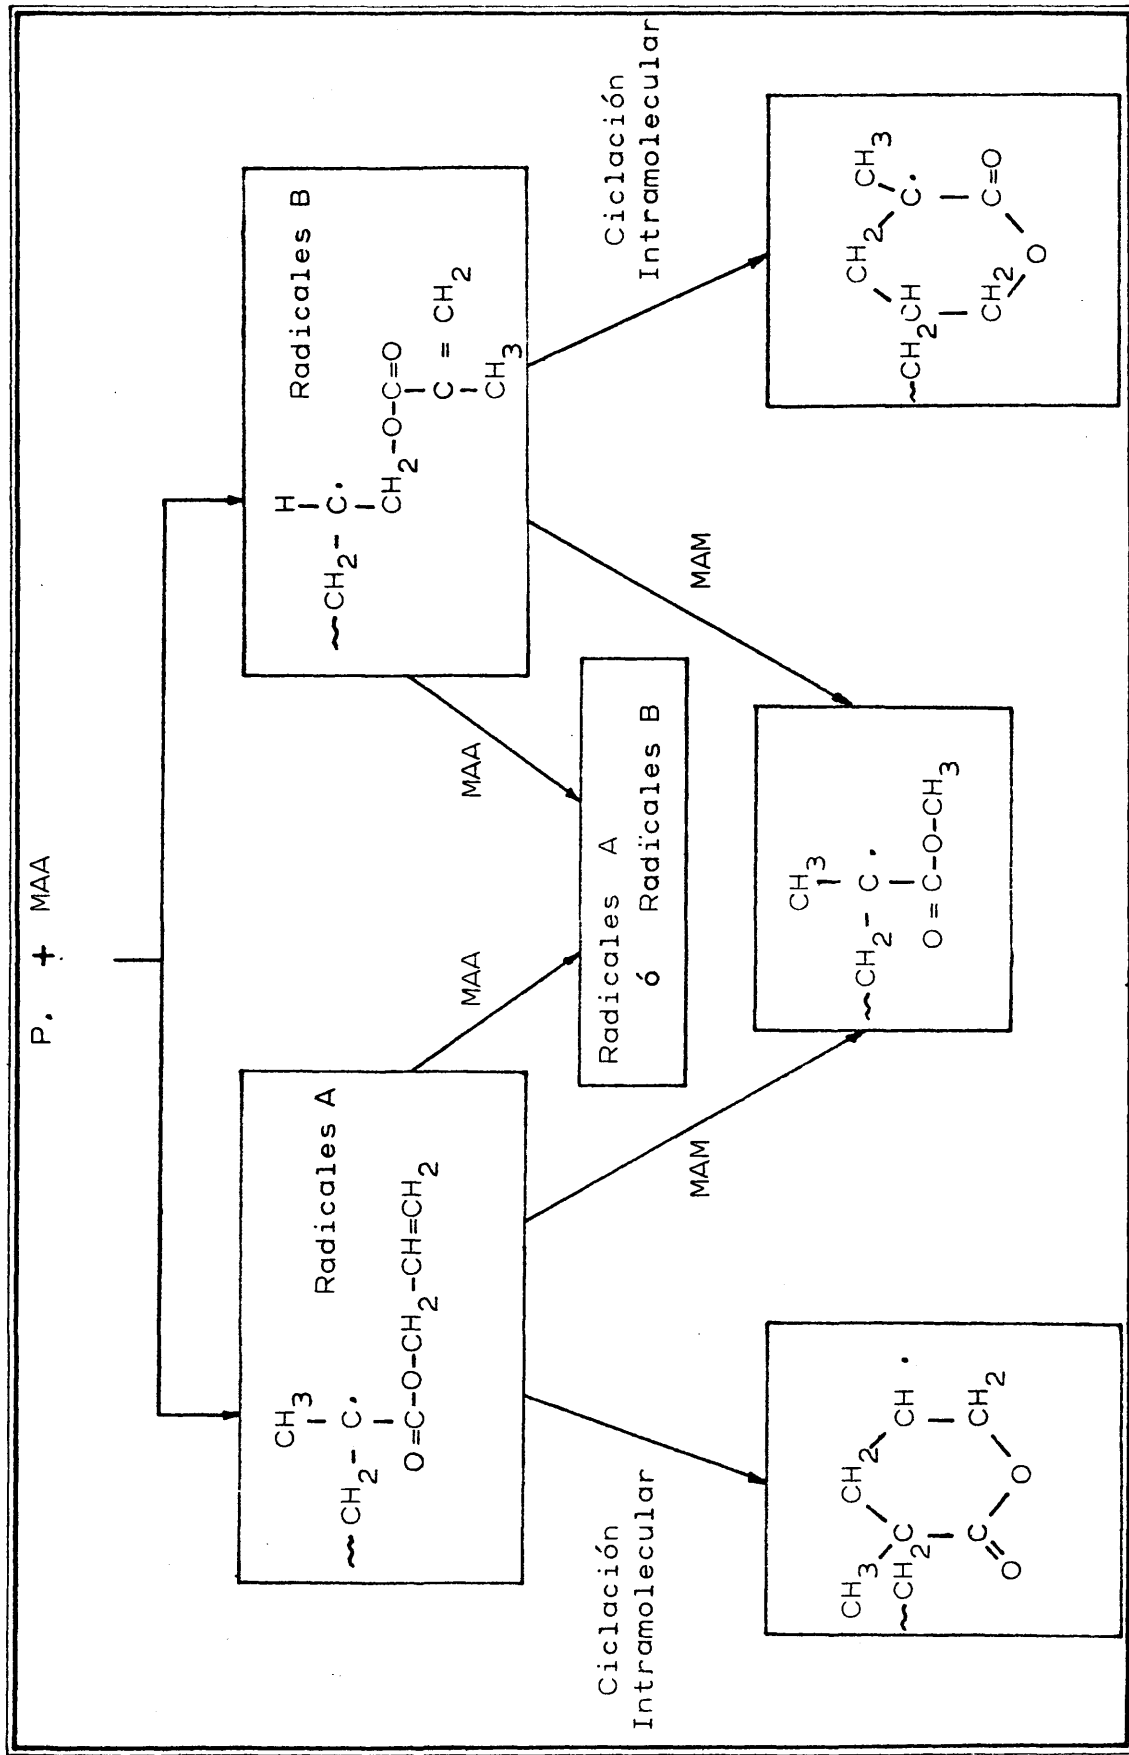 P. + MAA
Radicales A
CH3
~CH2- C.
O=C-O-CH2-CH=CH2
Radicales B
H
~CH2- C.
CH2-O-C=O
C = CH2
CH3
MAA
MAA
Radicales A
ó Radicales B
Ciclación
Intramolecular
MAM
MAM
Ciclación
Intramolecular
CH2
CH3
C
CH .
~CH2
C
CH2
O
O
CH3
~CH2- C .
O=C-O-CH3
CH2
CH3
~CH2CH
C.
CH2
C=O
O